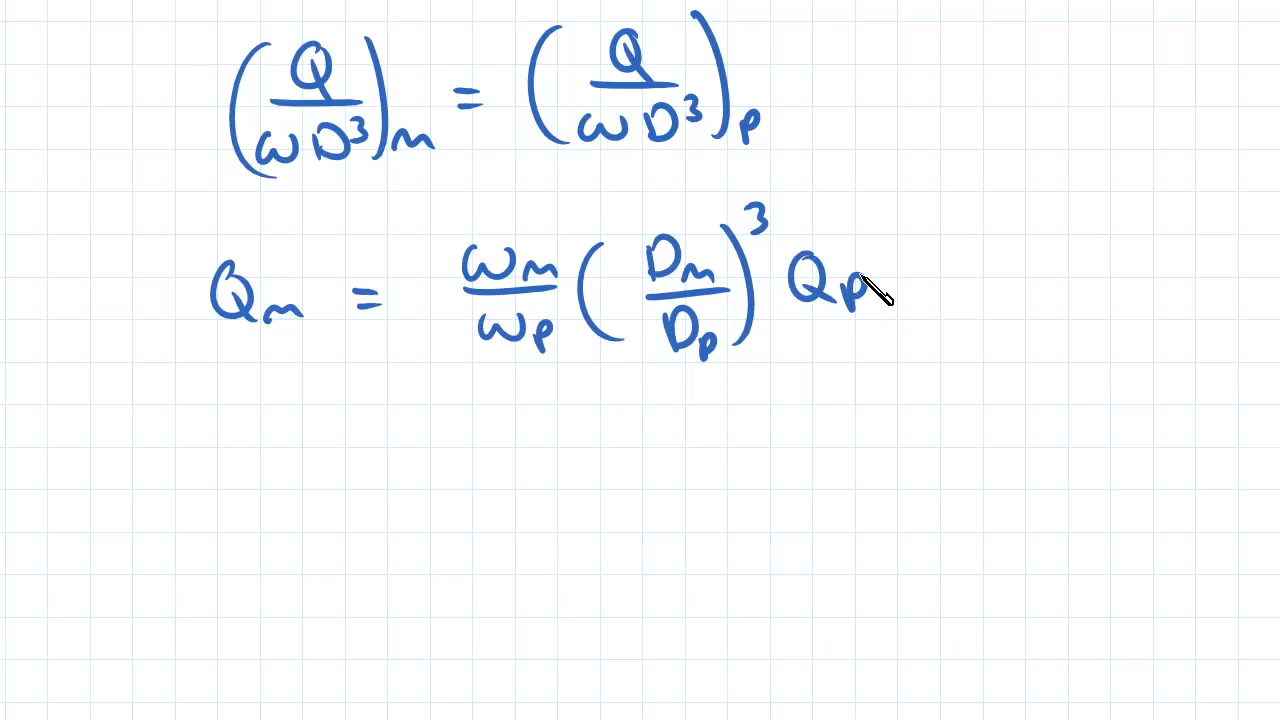 (Q/ωD³)m = (Q/ωD³)p
Qm = ωm/ωp (Dm/Dp)³ Qp